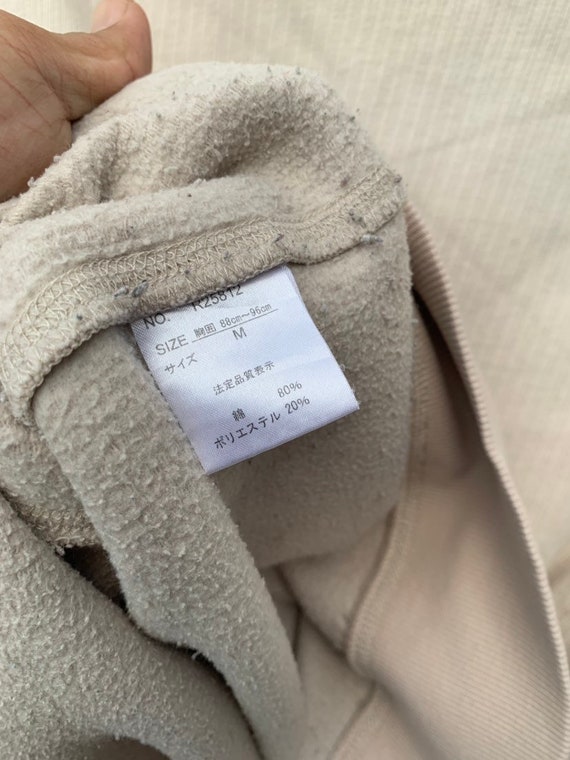 NO. K25812
SIZE 胸囲 88cm~96cm
サイズ M
法定品質表示
綿 80%
ポリエステル 20%